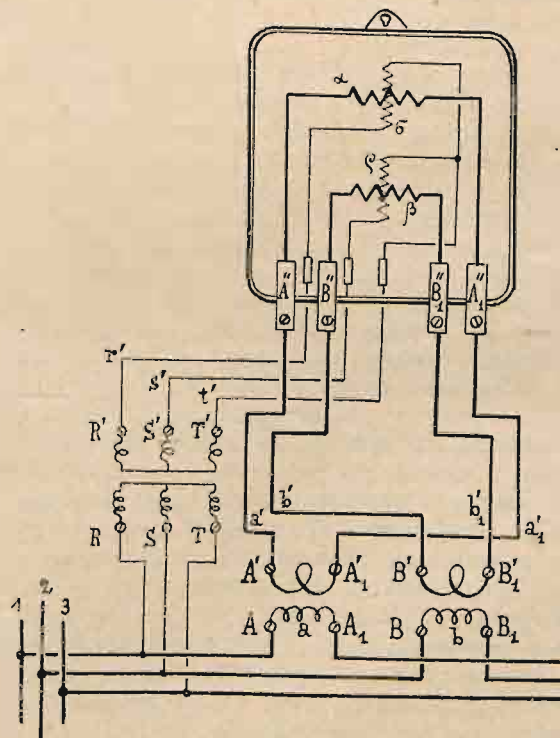 α
σ
ρ
β
A" B" B"₁ A"₁
r'
s'
t'
R' S' T'
b' b'₁
a' a'₁
R S T
A' A'₁ B' B'₁
A a A₁ B b B₁
1 2 3